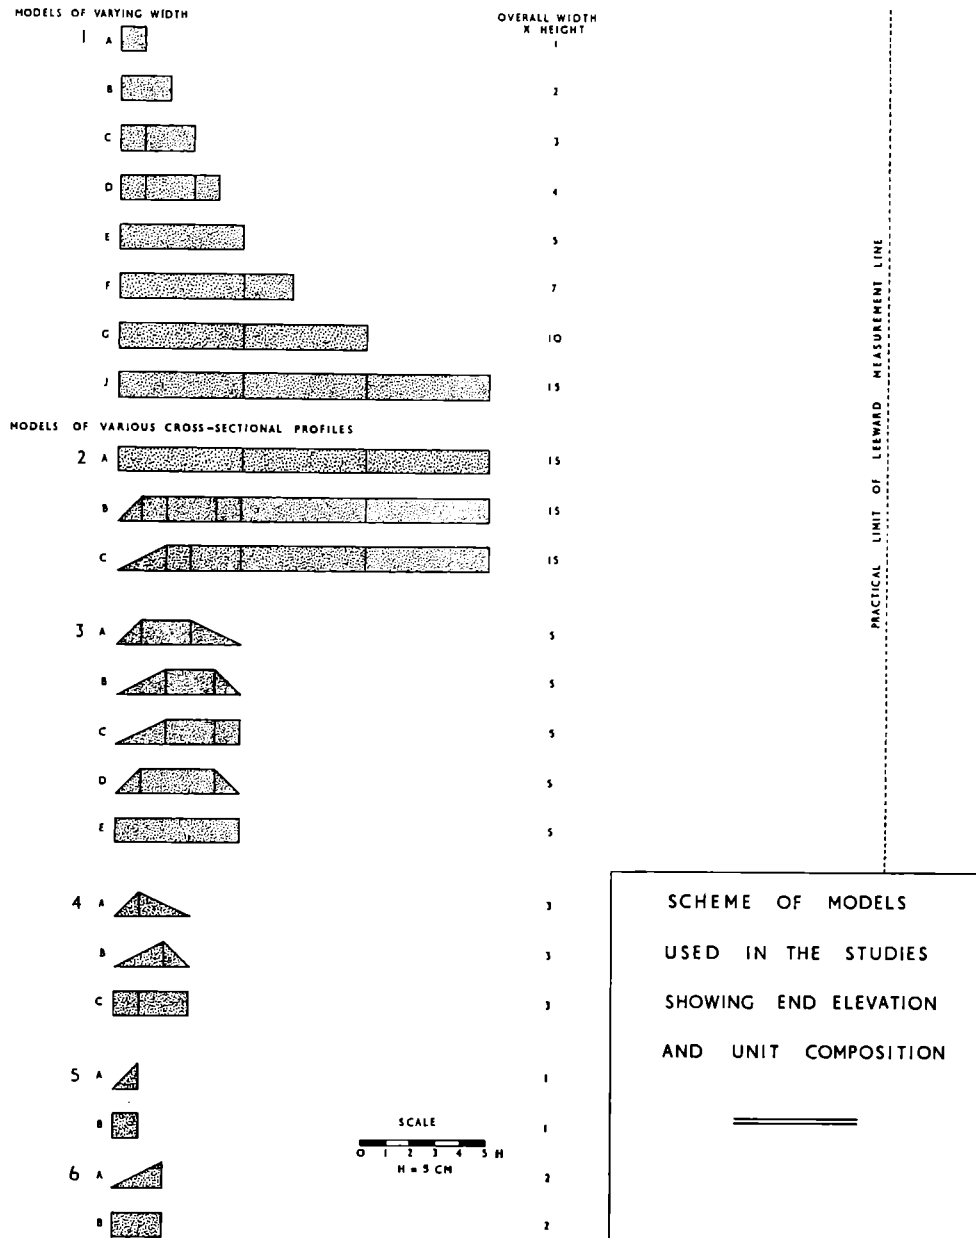 MODELS OF VARYING WIDTH
OVERALL WIDTH
X HEIGHT
1 A 1
B 2
C 3
D 4
E 5
F 7
G 10
J 15
MODELS OF VARIOUS CROSS-SECTIONAL PROFILES
2 A 15
B 15
C 15
3 A 5
B 5
C 5
D 5
E 5
4 A 3
B 3
C 3
5 A 1
B 1
6 A 2
B 2
SCALE
0 1 2 3 4 5 H
H = 5 CM
PRACTICAL LIMIT OF LEEWARD MEASUREMENT LINE
SCHEME OF MODELS
USED IN THE STUDIES
SHOWING END ELEVATION
AND UNIT COMPOSITION